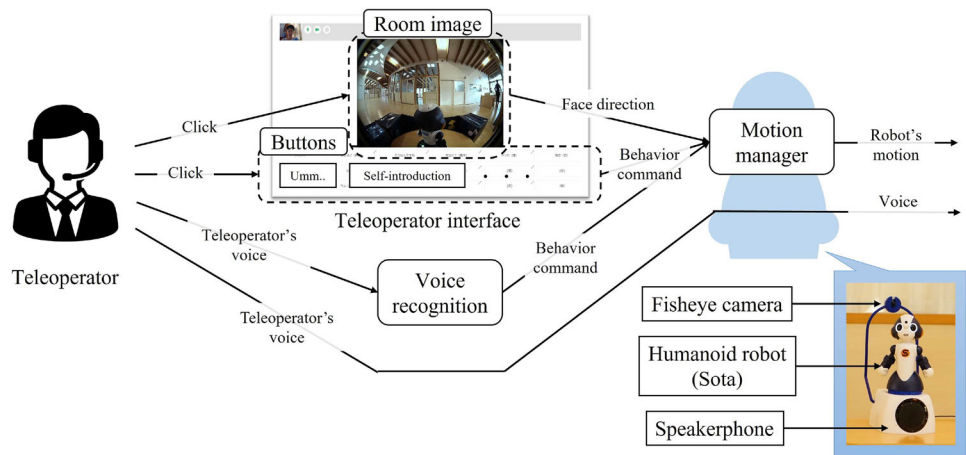 Room image
Click
Face direction
Buttons
Click
Umm..
Self-introduction
Behavior
command
Motion
manager
Robot's
motion
Voice
Teleoperator interface
Teleoperator
Teleoperator's
voice
Voice
recognition
Behavior
command
Teleoperator's
voice
Fisheye camera
Humanoid robot
(Sota)
Speakerphone
S